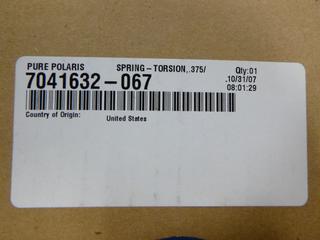 PURE POLARIS SPRING-TORSION,.375/ Qty:01
7041632-067 .10/31/07
08:01:29
Country of Origin: United States